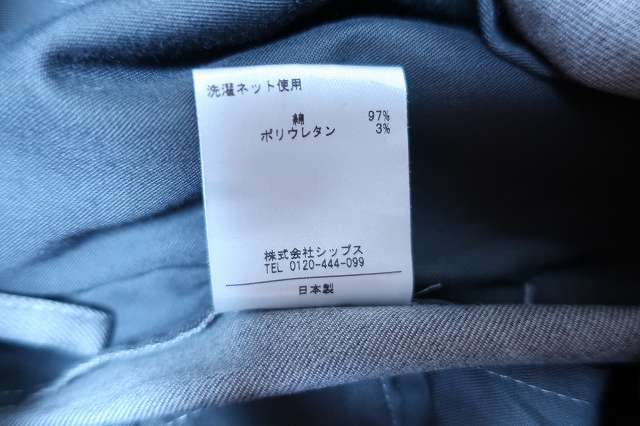 洗濯ネット使用
綿 97%
ポリウレタン 3%
株式会社シップス
TEL 0120-444-099
日本製